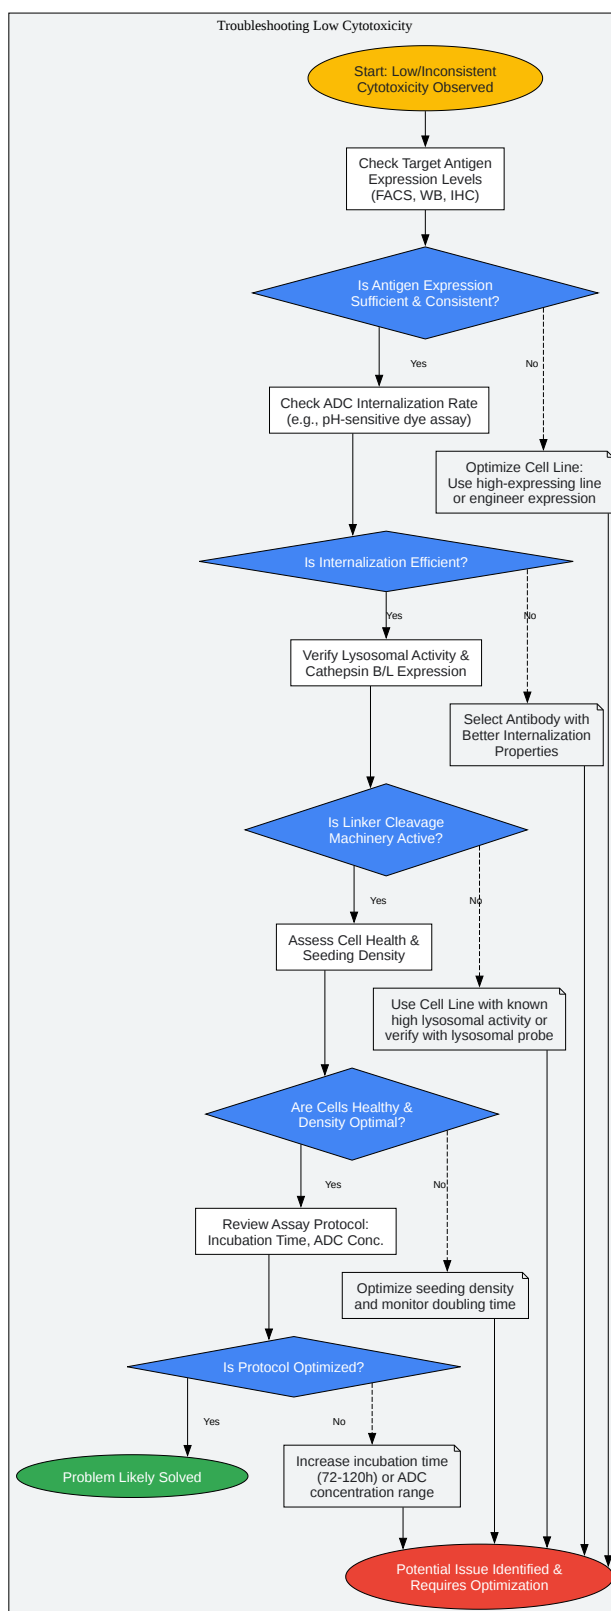 Troubleshooting Low Cytotoxicity
Start: Low/Inconsistent
Cytotoxicity Observed
Check Target Antigen
Expression Levels
(FACS, WB, IHC)
Is Antigen Expression
Sufficient & Consistent?
Yes
No
Check ADC Internalization Rate
(e.g., pH-sensitive dye assay)
Optimize Cell Line:
Use high-expressing line
or engineer expression
Is Internalization Efficient?
Yes
No
Verify Lysosomal Activity &
Cathepsin B/L Expression
Select Antibody with
Better Internalization
Properties
Is Linker Cleavage
Machinery Active?
Yes
No
Assess Cell Health &
Seeding Density
Use Cell Line with known
high lysosomal activity or
verify with lysosomal probe
Are Cells Healthy &
Density Optimal?
Yes
No
Review Assay Protocol:
Incubation Time, ADC Conc.
Optimize seeding density
and monitor doubling time
Is Protocol Optimized?
Yes
No
Problem Likely Solved
Increase incubation time
(72-120h) or ADC
concentration range
Potential Issue Identified &
Requires Optimization